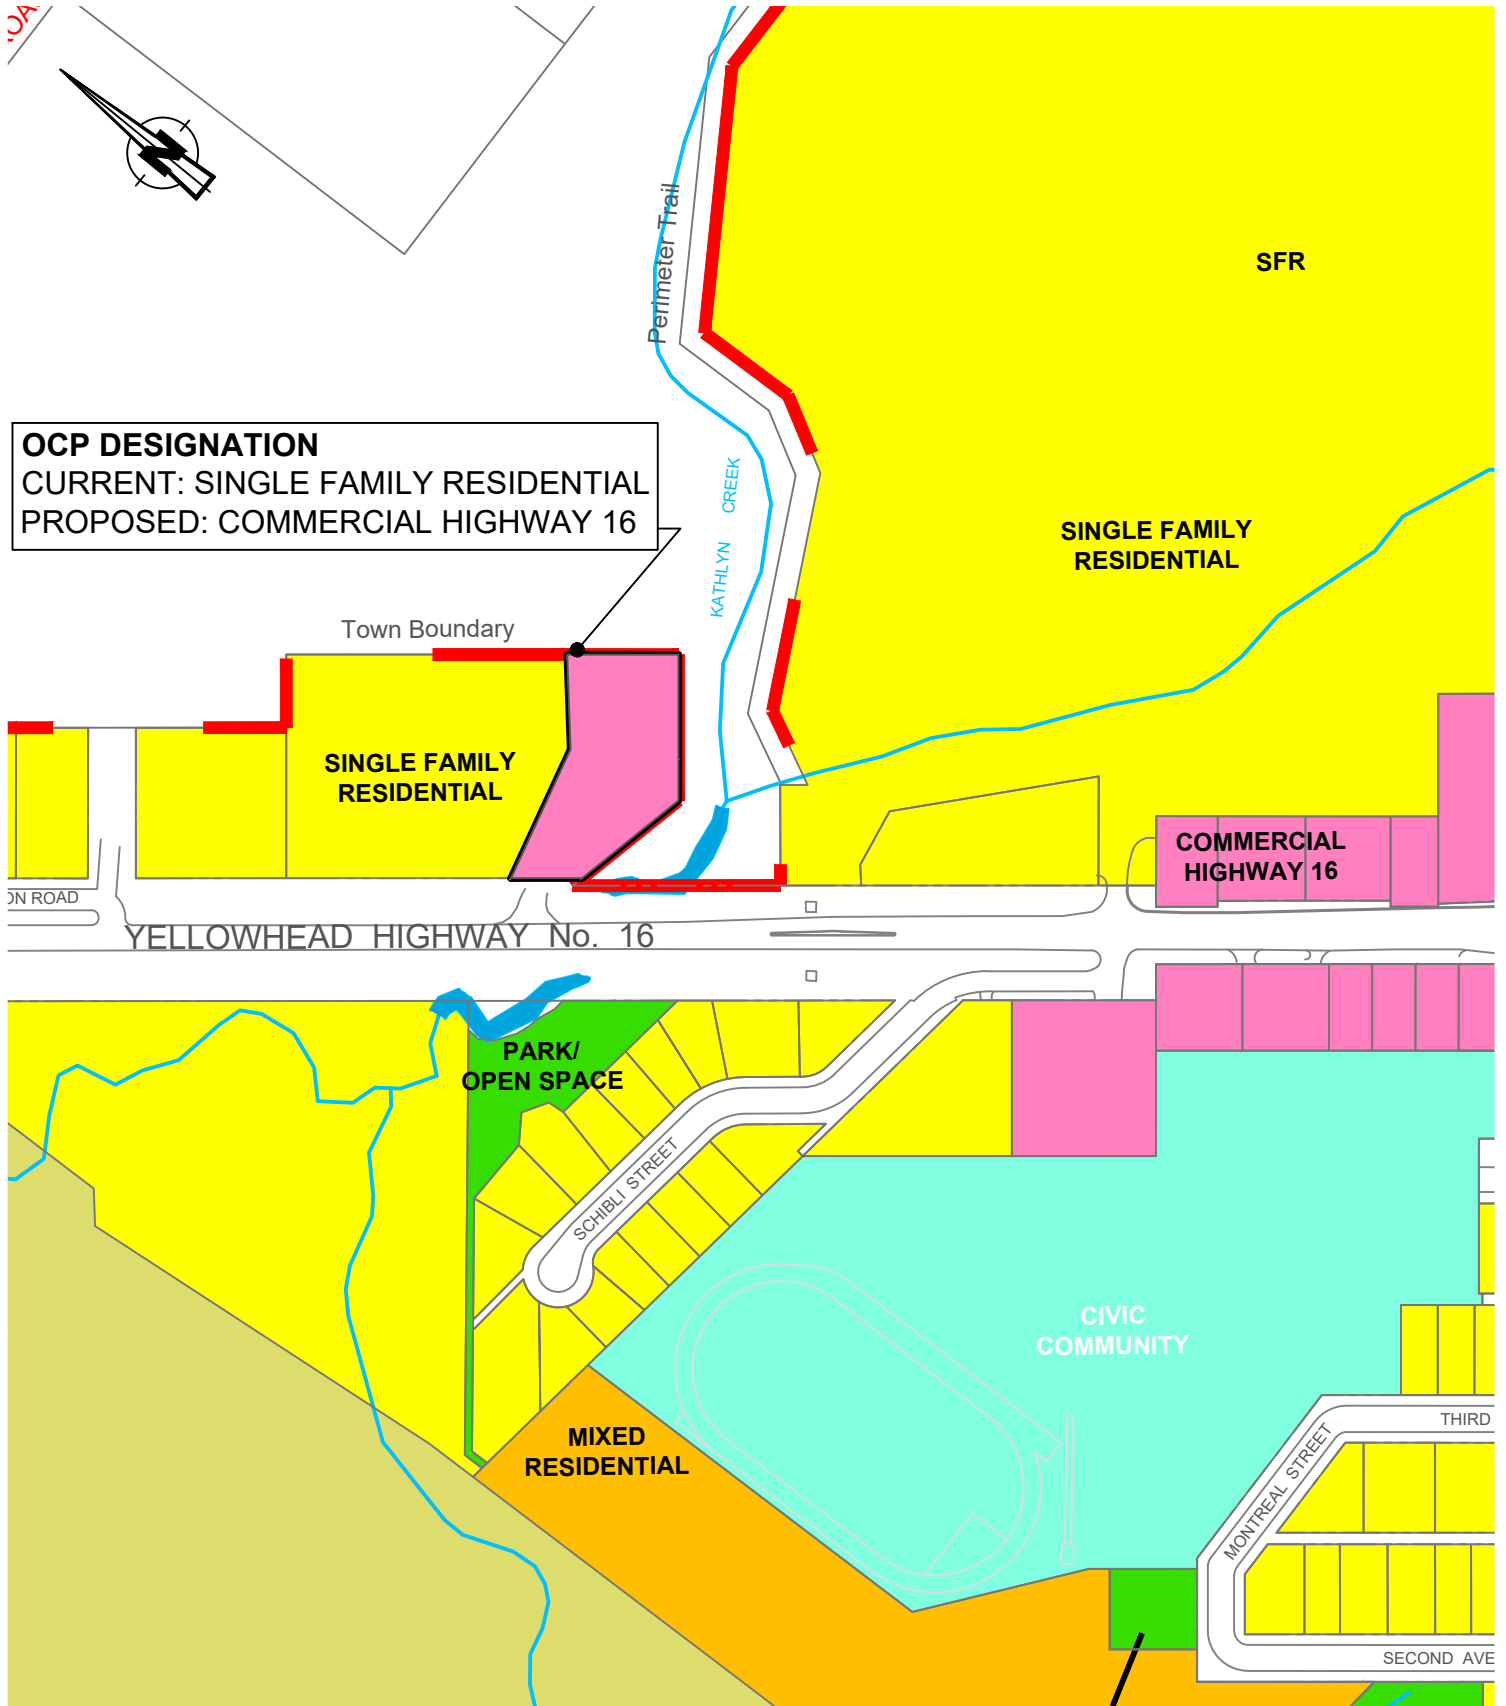 N
SFR
Perimeter Trail
OCP DESIGNATION
CURRENT: SINGLE FAMILY RESIDENTIAL
PROPOSED: COMMERCIAL HIGHWAY 16
KATHLYN CREEK
SINGLE FAMILY
RESIDENTIAL
Town Boundary
SINGLE FAMILY
RESIDENTIAL
COMMERCIAL
HIGHWAY 16
ON ROAD
YELLOWHEAD HIGHWAY No. 16
PARK/
OPEN SPACE
SCHIBLI STREET
CIVIC
COMMUNITY
MIXED
RESIDENTIAL
THIRD
MONTREAL STREET
SECOND AVE